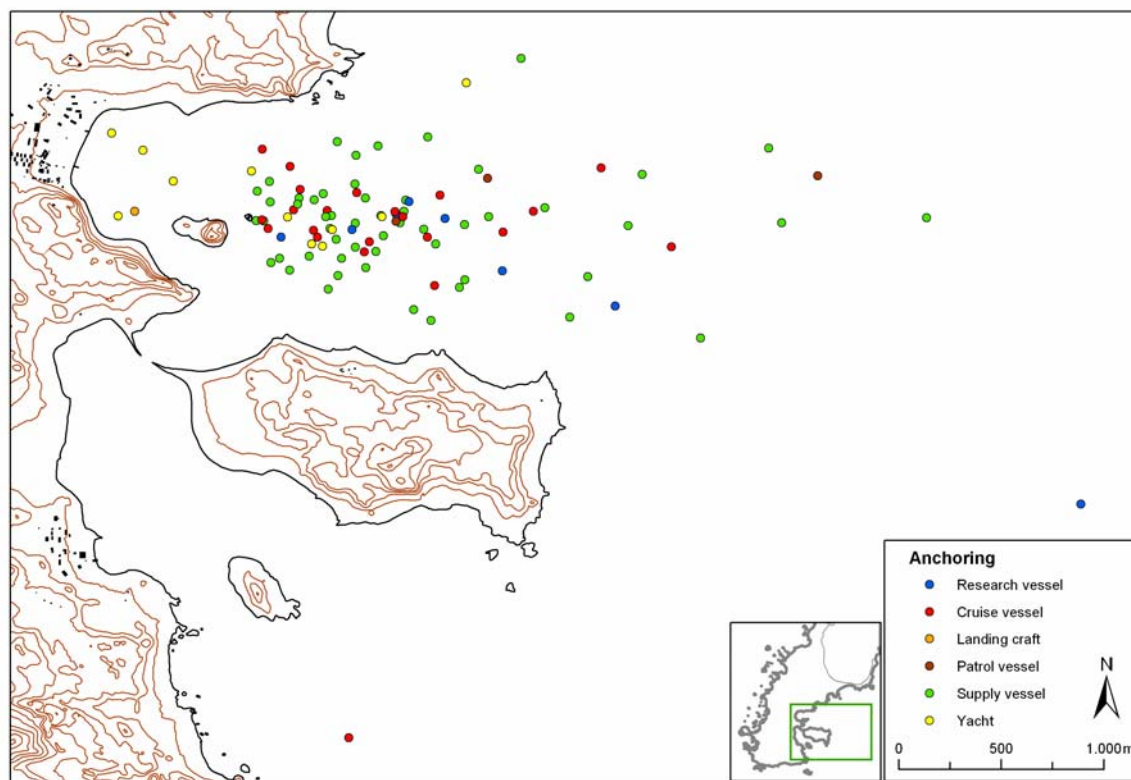 Anchoring
Research vessel
Cruise vessel
Landing craft
Patrol vessel
Supply vessel
Yacht
N
0 500 1.000m